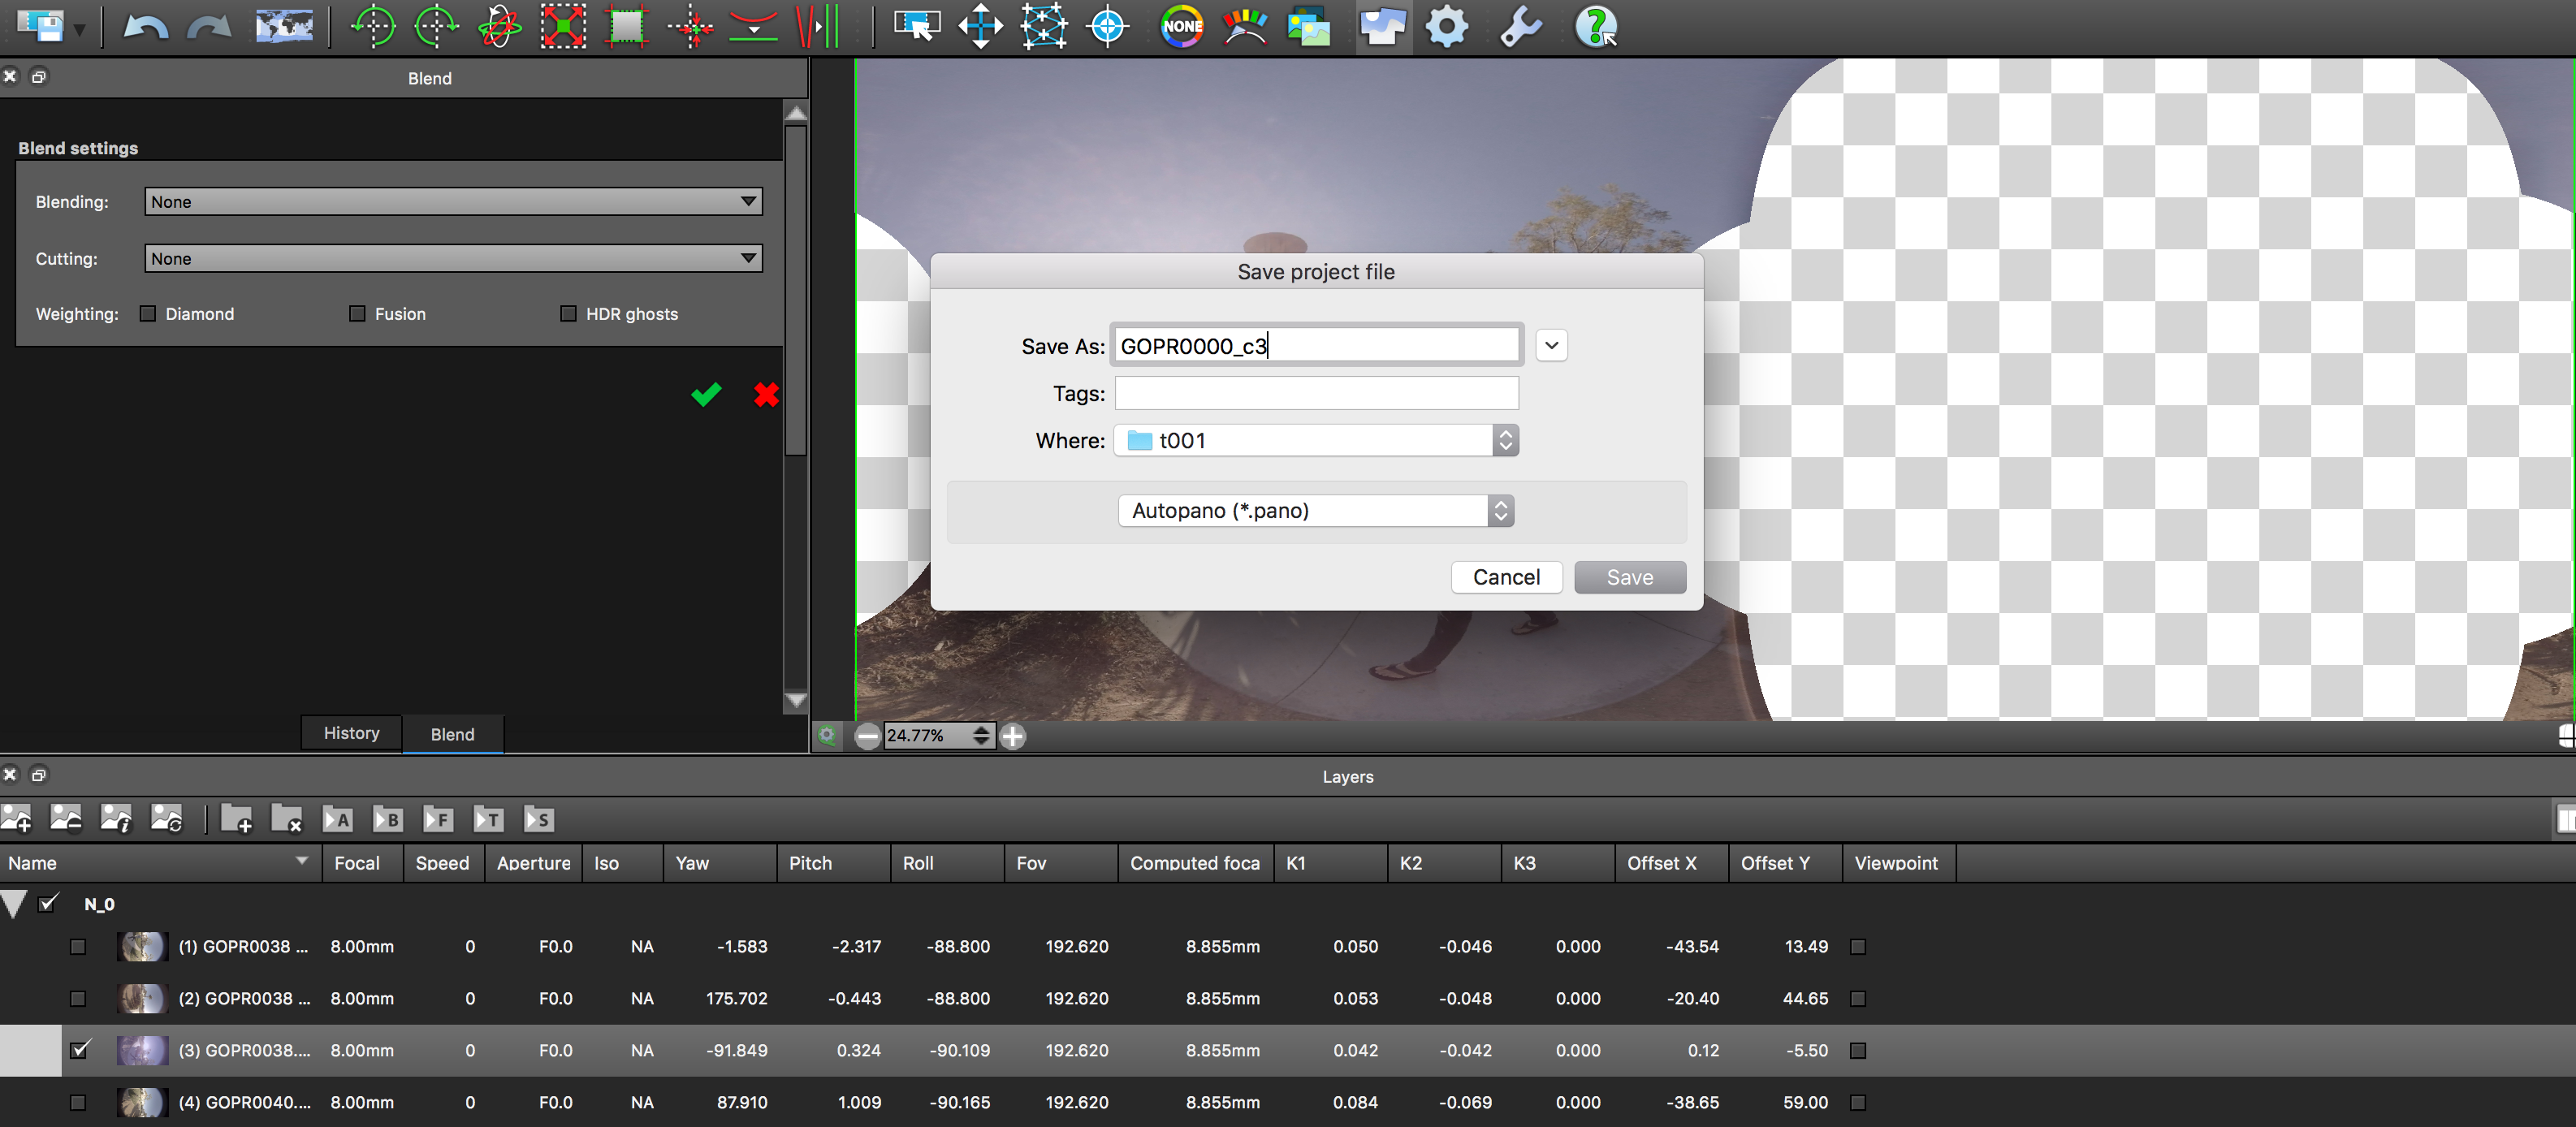 NONE
Blend
Blend settings
Blending: None
Cutting: None
Weighting: Diamond Fusion HDR ghosts
History Blend
Save project file
Save As: GOPR0000_c3
Tags:
Where: t001
Autopano (*.pano)
Cancel Save
24.77%
Layers
A B F T S
Name Focal Speed Aperture Iso Yaw Pitch Roll Fov Computed foca K1 K2 K3 Offset X Offset Y Viewpoint
N_0
(1) GOPR0038 ... 8.00mm 0 F0.0 NA -1.583 -2.317 -88.800 192.620 8.855mm 0.050 -0.046 0.000 -43.54 13.49
(2) GOPR0038 ... 8.00mm 0 F0.0 NA 175.702 -0.443 -88.800 192.620 8.855mm 0.053 -0.048 0.000 -20.40 44.65
(3) GOPR0038.... 8.00mm 0 F0.0 NA -91.849 0.324 -90.109 192.620 8.855mm 0.042 -0.042 0.000 0.12 -5.50
(4) GOPR0040.... 8.00mm 0 F0.0 NA 87.910 1.009 -90.165 192.620 8.855mm 0.084 -0.069 0.000 -38.65 59.00